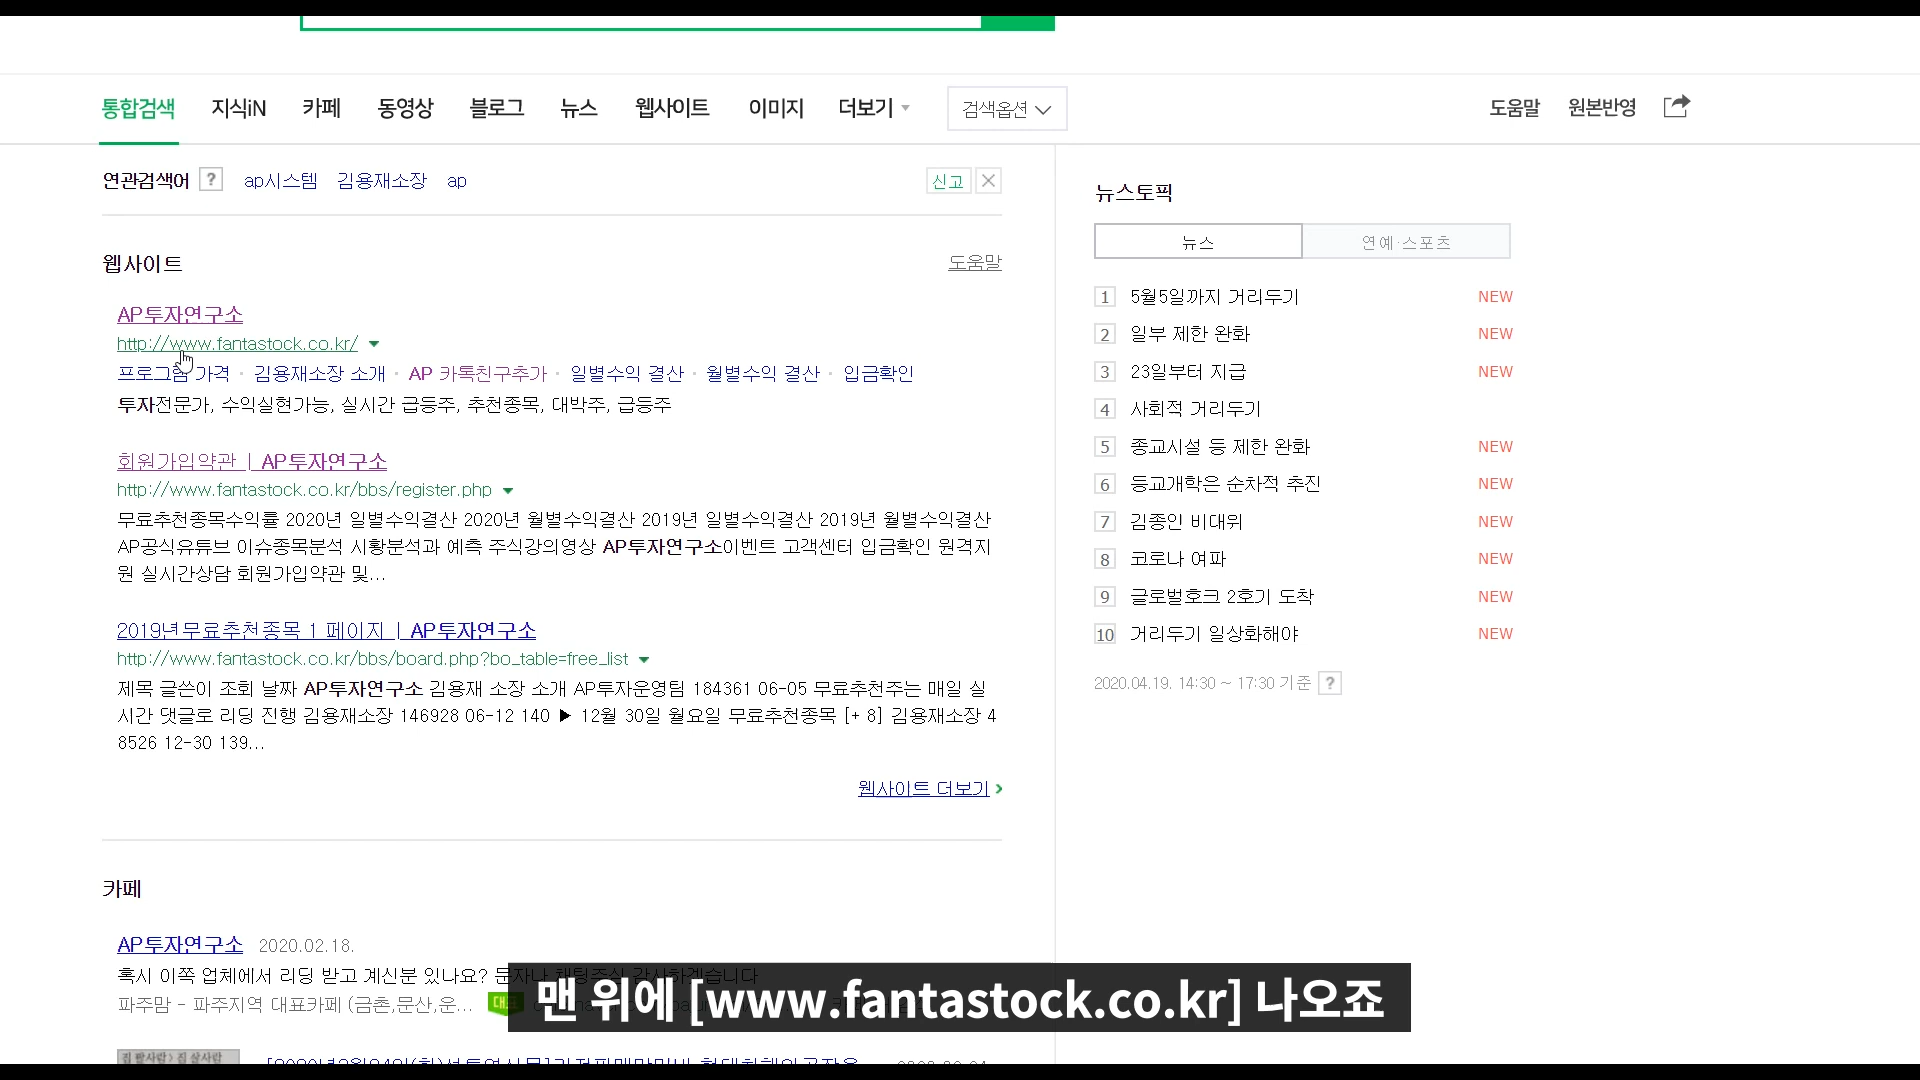 통합검색 지식iN 카페 동영상 블로그 뉴스 웹사이트 이미지 더보기 검색옵션 도움말 원본반영
연관검색어 ? ap시스템 김용재소장 ap 신고
웹사이트 도움말
AP투자연구소
http://www.fantastock.co.kr/
프로그램 가격 · 김용재소장 소개 · AP 카톡친구추가 · 일별수익 결산 · 월별수익 결산 · 입금확인
투자전문가, 수익실현가능, 실시간 급등주, 추천종목, 대박주, 급등주
회원가입약관 | AP투자연구소
http://www.fantastock.co.kr/bbs/register.php
무료추천종목수익률 2020년 일별수익결산 2020년 월별수익결산 2019년 일별수익결산 2019년 월별수익결산
AP공식유튜브 이슈종목분석 시황분석과 예측 주식강의영상 AP투자연구소이벤트 고객센터 입금확인 원격지
원 실시간상담 회원가입약관 및...
2019년무료추천종목 1 페이지 | AP투자연구소
http://www.fantastock.co.kr/bbs/board.php?bo_table=free_list
제목 글쓴이 조회 날짜 AP투자연구소 김용재 소장 소개 AP투자운영팀 184361 06-05 무료추천주는 매일 실
시간 댓글로 리딩 진행 김용재소장 146928 06-12 140 ▶ 12월 30일 월요일 무료추천종목 [+ 8] 김용재소장 4
8526 12-30 139...
웹사이트 더보기
카페
AP투자연구소 2020.02.18.
혹시 이쪽 업체에서 리딩 받고 계신분 있나요? 문자나 채팅주심 감사하겠습니다
파주맘 - 파주지역 대표카페 (금촌,문산,운...
맨 위에 [www.fantastock.co.kr] 나오죠
뉴스토픽
뉴스 연예·스포츠
1 5월5일까지 거리두기 NEW
2 일부 제한 완화 NEW
3 23일부터 지급 NEW
4 사회적 거리두기
5 종교시설 등 제한 완화 NEW
6 등교개학은 순차적 추진 NEW
7 김종인 비대위 NEW
8 코로나 여파 NEW
9 글로벌호크 2호기 도착 NEW
10 거리두기 일상화해야 NEW
2020.04.19. 14:30 ~ 17:30 기준 ?